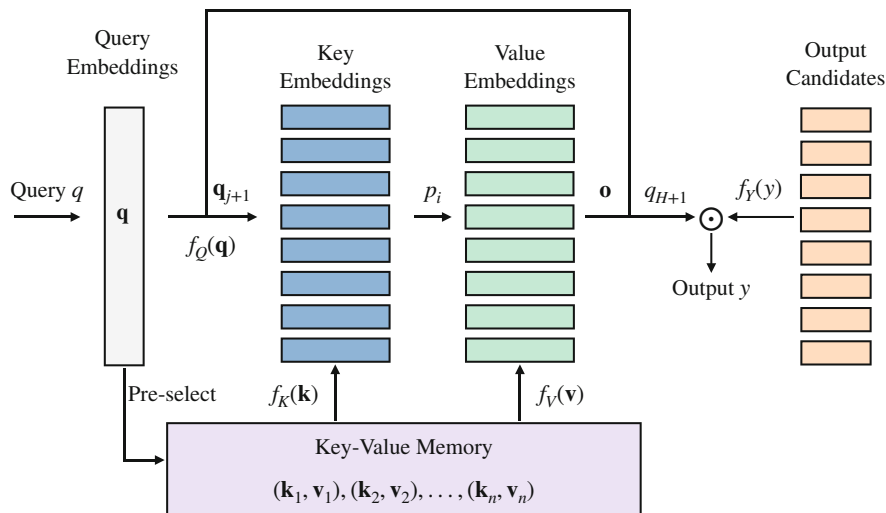 Query
Embeddings
Key
Embeddings
Value
Embeddings
Output
Candidates
Query q
q
q_{j+1}
f_Q(q)
p_i
o
q_{H+1}
f_Y(y)
Output y
Pre-select
f_K(k)
f_V(v)
Key-Value Memory
(k_1, v_1), (k_2, v_2), . . . , (k_n, v_n)